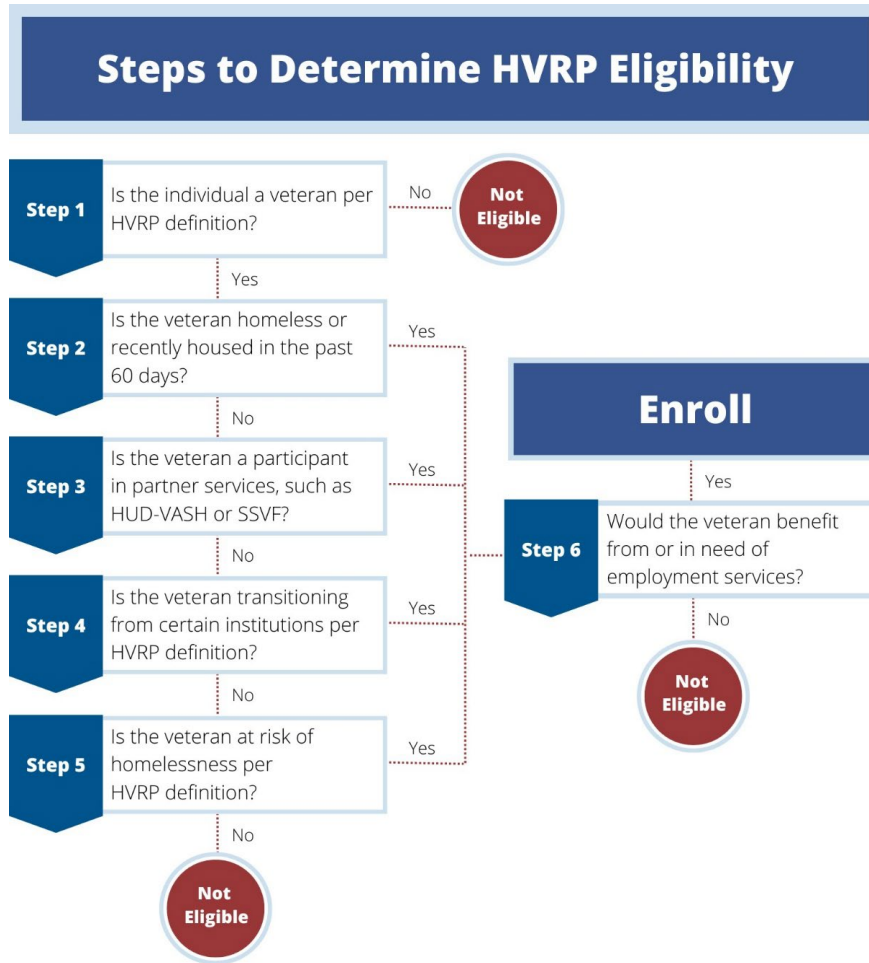 Steps to Determine HVRP Eligibility
Step 1
Is the individual a veteran per
HVRP definition?
No
Not
Eligible
Yes
Step 2
Is the veteran homeless or
recently housed in the past
60 days?
Yes
No
Step 3
Is the veteran a participant
in partner services, such as
HUD-VASH or SSVF?
Yes
No
Step 4
Is the veteran transitioning
from certain institutions per
HVRP definition?
Yes
No
Step 5
Is the veteran at risk of
homelessness per
HVRP definition?
Yes
No
Not
Eligible
Enroll
Yes
Step 6
Would the veteran benefit
from or in need of
employment services?
No
Not
Eligible